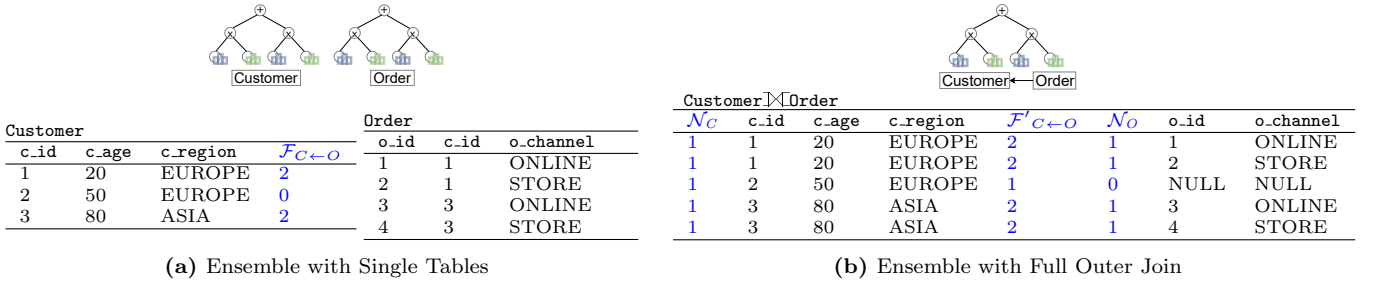 + +
x x x x
Customer Order
Customer
c_id c_age c_region F_{C←O}
1 20 EUROPE 2
2 50 EUROPE 0
3 80 ASIA 2
Order
o_id c_id o_channel
1 1 ONLINE
2 1 STORE
3 3 ONLINE
4 3 STORE
(a) Ensemble with Single Tables
+
x x
Customer Order
Customer⟗Order
N_C c_id c_age c_region F'_{C←O} N_O o_id o_channel
1 1 20 EUROPE 2 1 1 ONLINE
1 1 20 EUROPE 2 1 2 STORE
1 2 50 EUROPE 1 0 NULL NULL
1 3 80 ASIA 2 1 3 ONLINE
1 3 80 ASIA 2 1 4 STORE
(b) Ensemble with Full Outer Join